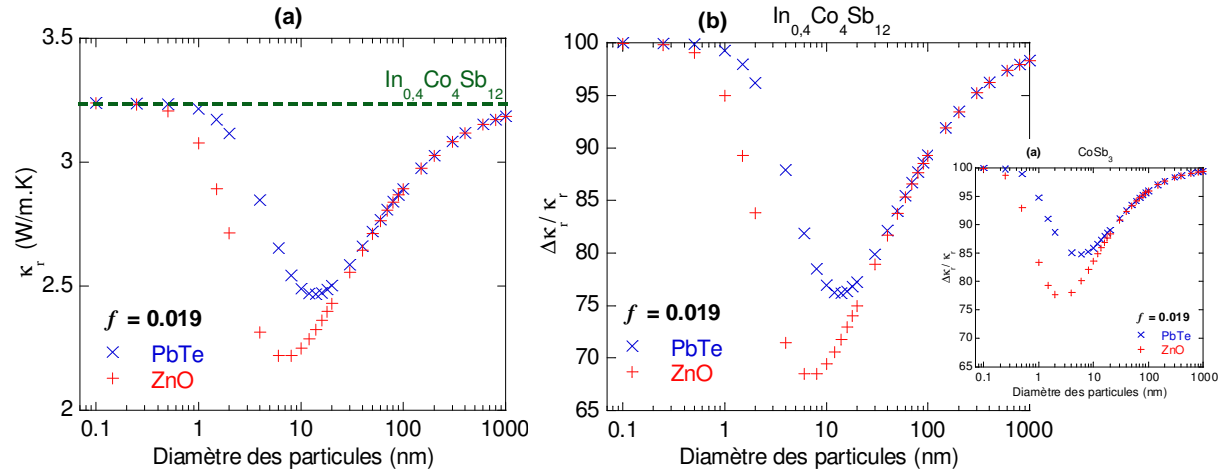 (a)
3.5
3
2.5
2
κr (W/m.K)
In0,4Co4Sb12
f = 0.019
PbTe
ZnO
0.1 1 10 100 1000
Diamètre des particules (nm)
(b) In0,4Co4Sb12
100
95
90
85
80
75
70
65
Δκr/ κr
f = 0.019
PbTe
ZnO
0.1 1 10 100 1000
Diamètre des particules (nm)
(a) CoSb3
100
95
90
85
80
75
70
65
Δκr/ κr
f = 0.019
PbTe
ZnO
0.1 1 10 100 1000
Diamètre des particules (nm)